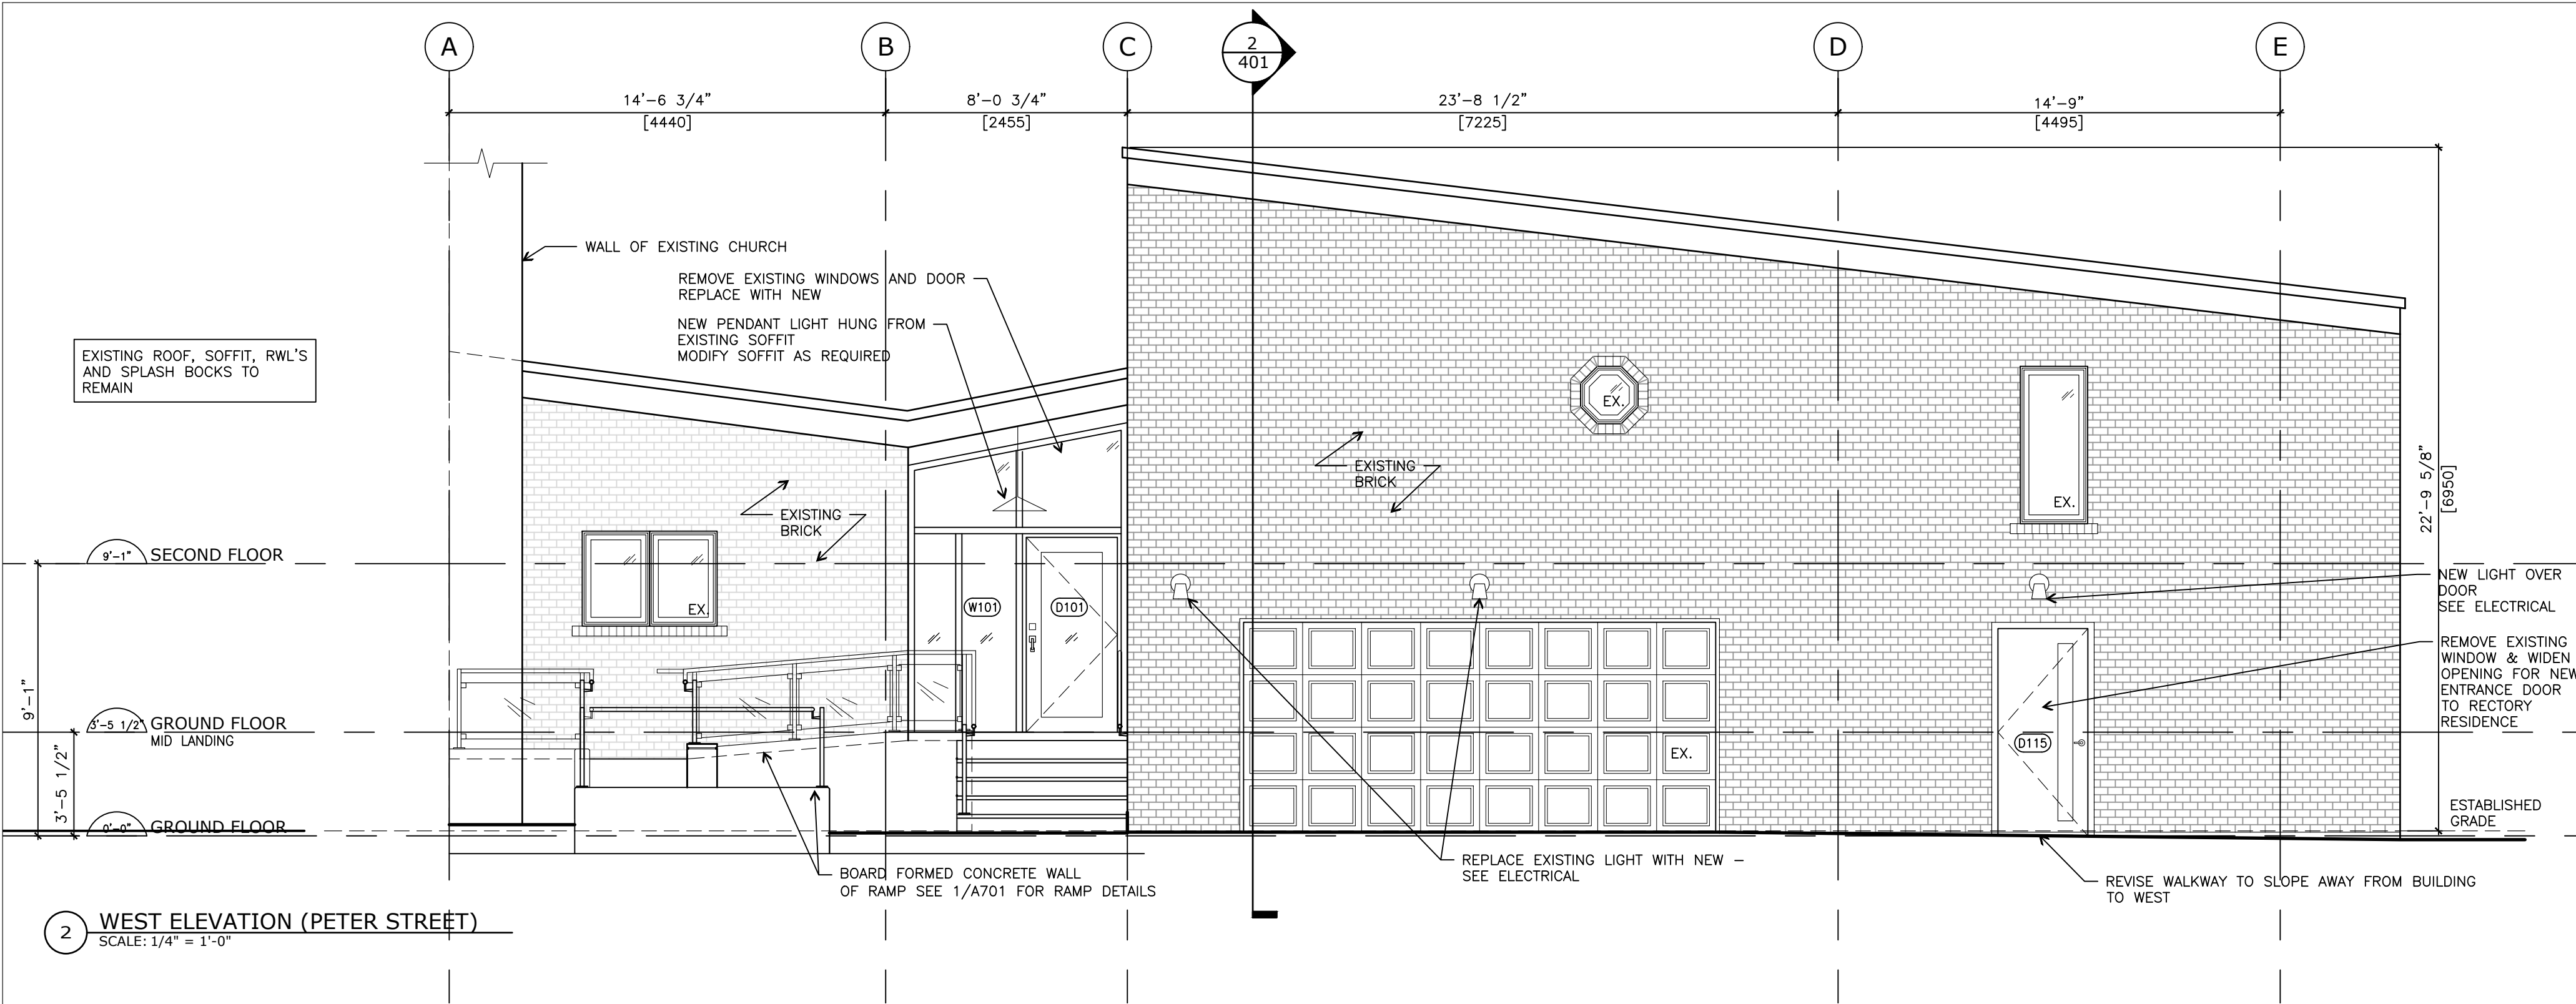 A
B
C
2
401
D
E
14'-6 3/4"
[4440]
8'-0 3/4"
[2455]
23'-8 1/2"
[7225]
14'-9"
[4495]
WALL OF EXISTING CHURCH
REMOVE EXISTING WINDOWS AND DOOR
REPLACE WITH NEW
NEW PENDANT LIGHT HUNG FROM
EXISTING SOFFIT
MODIFY SOFFIT AS REQUIRED
EXISTING ROOF, SOFFIT, RWL'S
AND SPLASH BOCKS TO
REMAIN
EX.
EXISTING
BRICK
EX.
22'-9 5/8"
[6950]
EXISTING
BRICK
9'-1" SECOND FLOOR
EX.
W101
D101
NEW LIGHT OVER
DOOR
SEE ELECTRICAL
REMOVE EXISTING
WINDOW & WIDEN
OPENING FOR NEW
ENTRANCE DOOR
TO RECTORY
RESIDENCE
9'-1"
3'-5 1/2" GROUND FLOOR
MID LANDING
3'-5 1/2"
EX.
D115
ESTABLISHED
GRADE
0'-0" GROUND FLOOR
BOARD FORMED CONCRETE WALL
OF RAMP SEE 1/A701 FOR RAMP DETAILS
REPLACE EXISTING LIGHT WITH NEW -
SEE ELECTRICAL
REVISE WALKWAY TO SLOPE AWAY FROM BUILDING
TO WEST
2 WEST ELEVATION (PETER STREET)
SCALE: 1/4" = 1'-0"